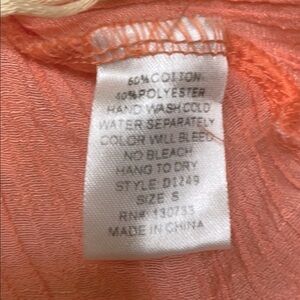 60% COTTON
40% POLYESTER
HAND WASH COLD
WATER SEPARATELY
COLOR WILL BLEED
NO BLEACH
HANG TO DRY
STYLE: D1249
SIZE: S
RN#: 130733
MADE IN CHINA